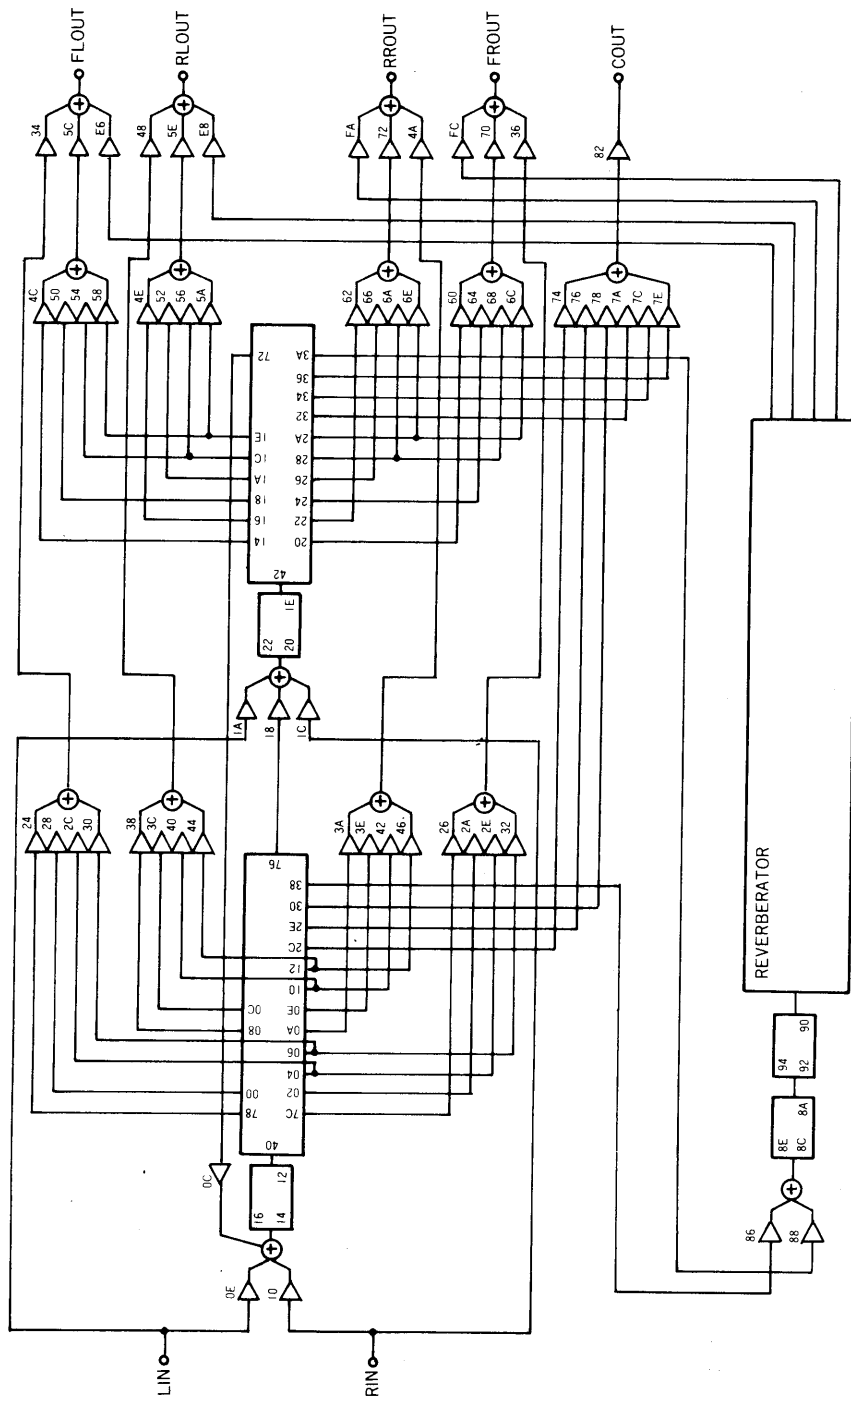 FLOUT
RLOUT
RROUT
FROUT
COUT
34
5C
E6
48
5E
E8
FA
72
4A
FC
70
36
82
4C
50
54
58
4E
52
56
5A
62
66
6A
6E
60
64
68
6C
74
76
78
7A
7C
7E
72
1E
1C
1A
18
16
14
3A
36
34
32
2A
28
26
24
22
20
42
22
20
1E
1A
18
1C
24
28
2C
30
38
3C
40
44
3A
3E
42
46
26
2A
2E
32
76
0C
08
00
78
38
30
2E
2C
12
10
0E
0A
06
04
02
7C
40
0C
16
14
12
0E
10
LIN
RIN
REVERBERATOR
94
92
90
8E
8C
8A
86
88